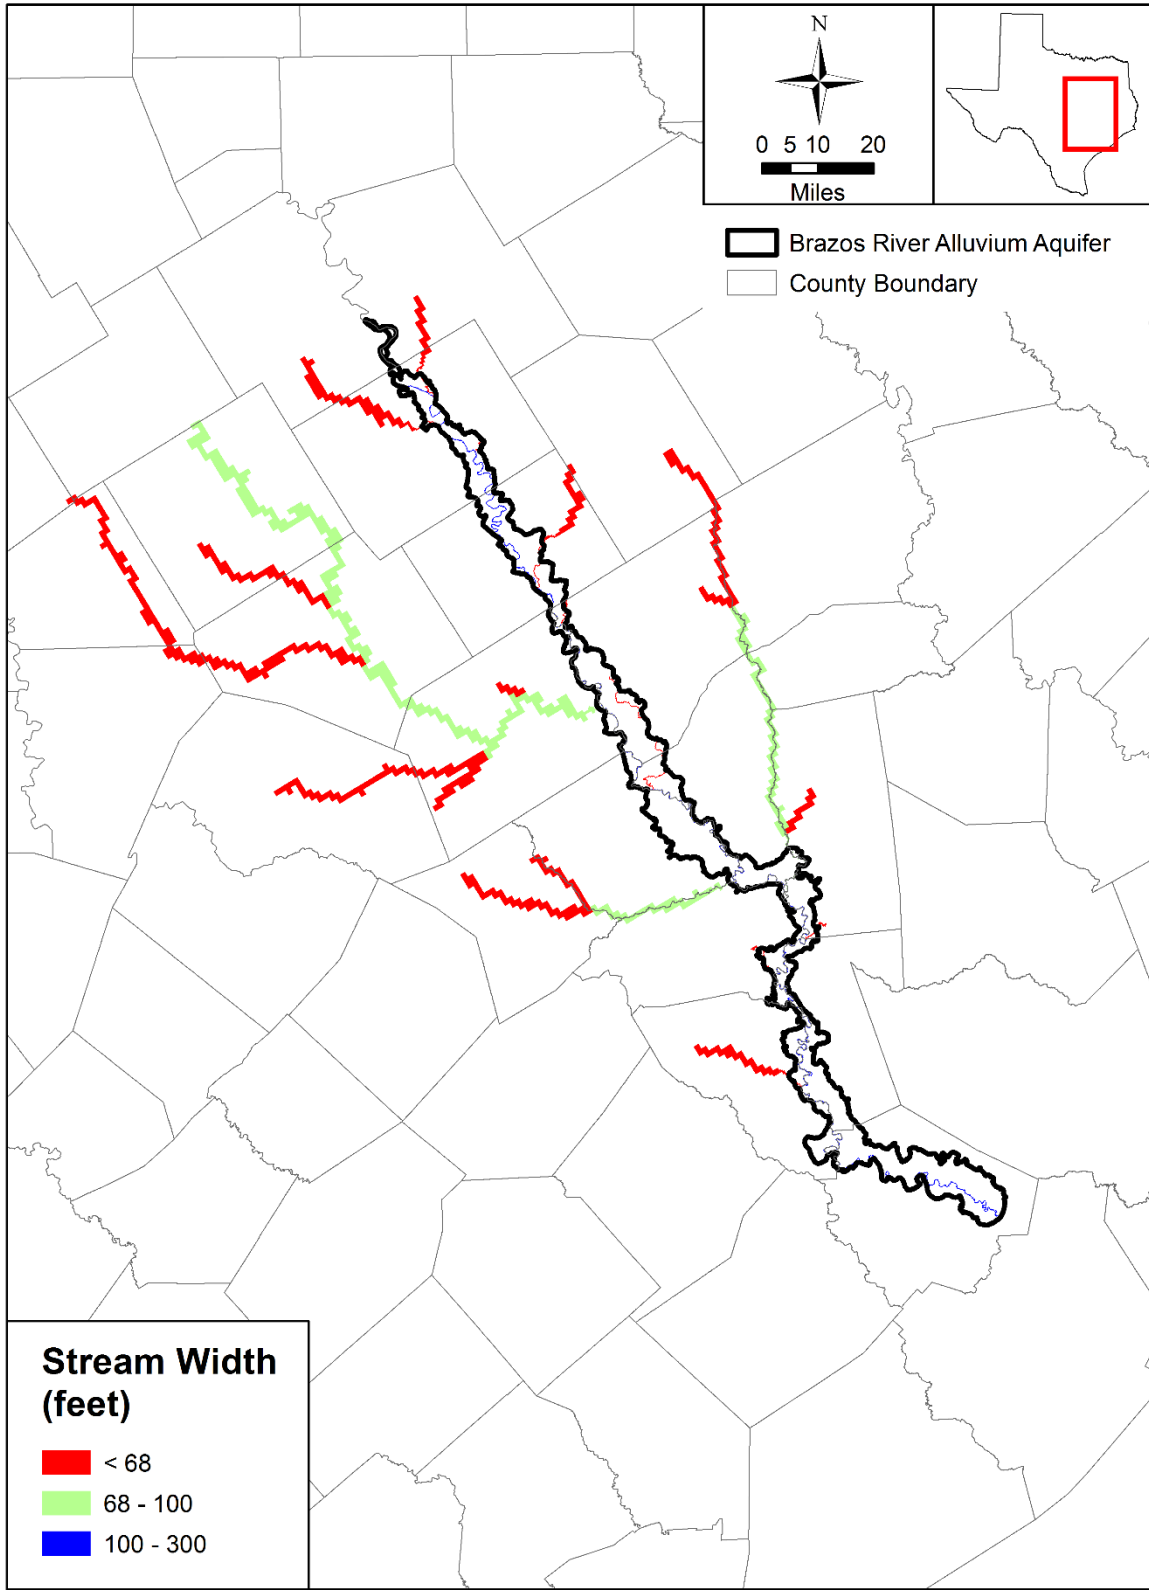 N
0 5 10 20
Miles
Brazos River Alluvium Aquifer
County Boundary
Stream Width
(feet)
< 68
68 - 100
100 - 300